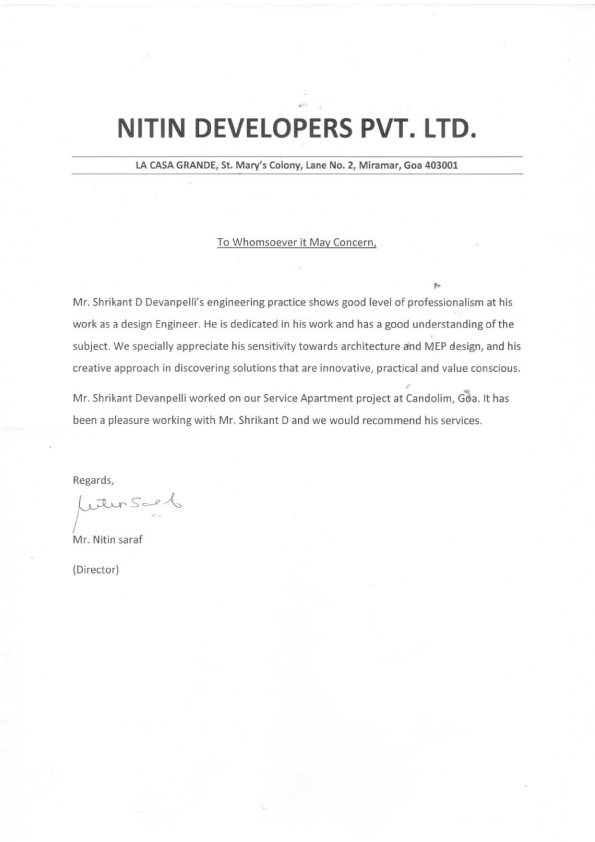 NITIN DEVELOPERS PVT. LTD.
LA CASA GRANDE, St. Mary's Colony, Lane No. 2, Miramar, Goa 403001
To Whomsoever it May Concern,
Mr. Shrikant D Devanpelli's engineering practice shows good level of professionalism at his
work as a design Engineer. He is dedicated in his work and has a good understanding of the
subject. We specially appreciate his sensitivity towards architecture and MEP design, and his
creative approach in discovering solutions that are innovative, practical and value conscious.
Mr. Shrikant Devanpelli worked on our Service Apartment project at Candolim, Goa. It has
been a pleasure working with Mr. Shrikant D and we would recommend his services.
Regards,
Mr. Nitin saraf
(Director)